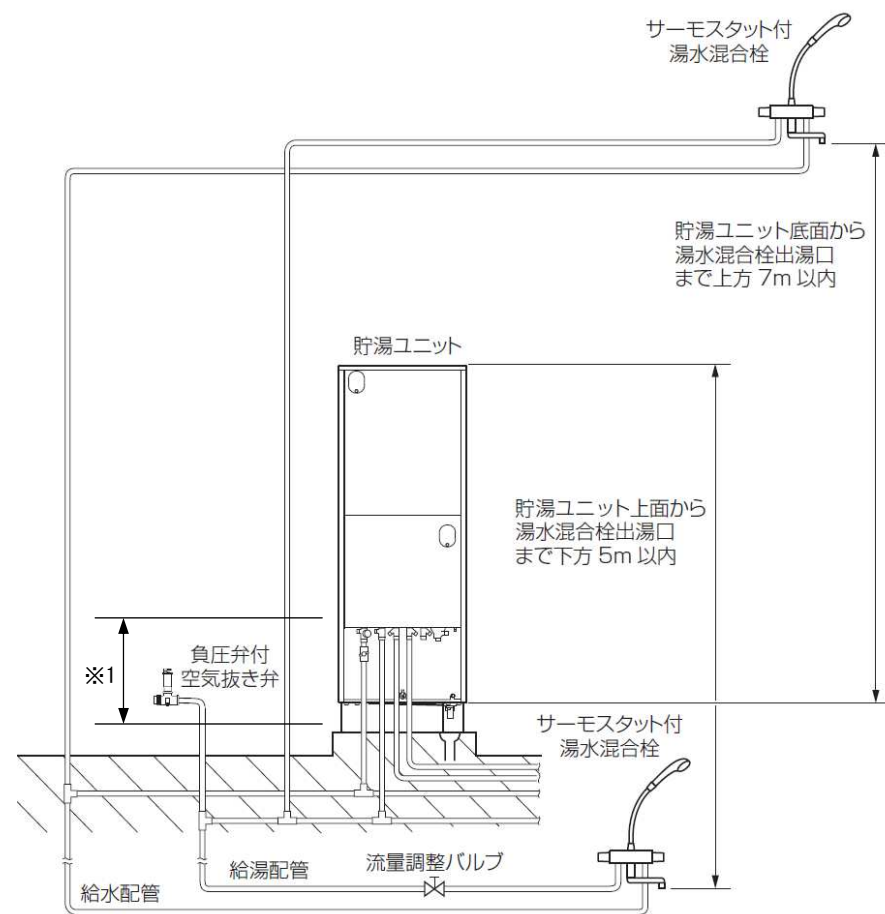 サーモスタット付
湯水混合栓
貯湯ユニット底面から
湯水混合栓出湯口
まで上方 7m 以内
貯湯ユニット
貯湯ユニット上面から
湯水混合栓出湯口
まで下方 5m 以内
※1
負圧弁付
空気抜き弁
サーモスタット付
湯水混合栓
給湯配管
流量調整バルブ
給水配管